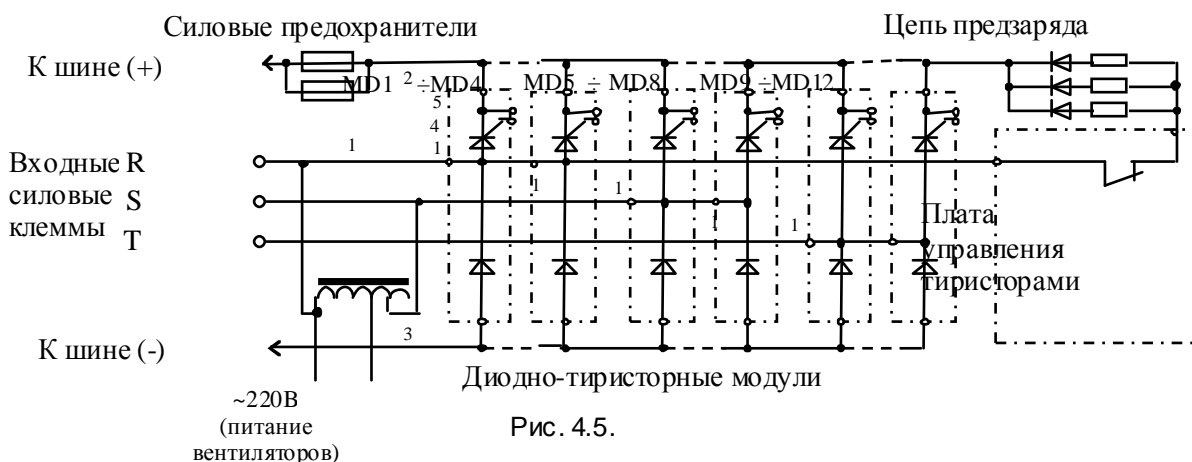 Силовые предохранители
Цепь предзаряда
К шине (+)
MD1 ÷MD4
MD5 ÷ MD8
MD9 ÷MD12
2
5
4
1
1
Входные
силовые
клеммы
R
S
T
1
1
1
1
Плата
управления
тиристорами
К шине (-)
3
Диодно-тиристорные модули
~220В
(питание
вентиляторов)
Рис. 4.5.